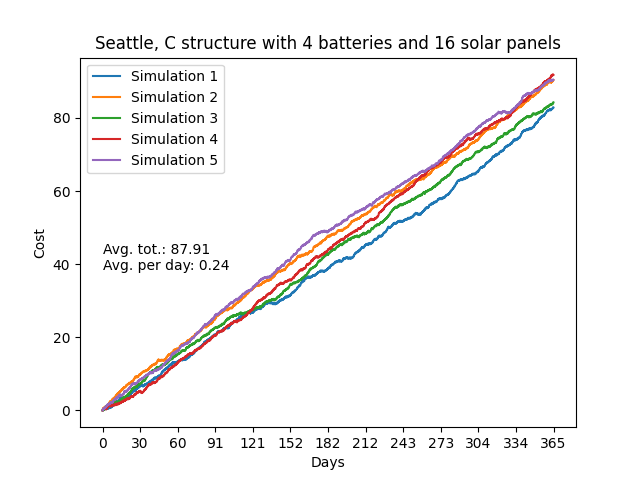 Seattle, C structure with 4 batteries and 16 solar panels
Simulation 1
Simulation 2
Simulation 3
Simulation 4
Simulation 5
Avg. tot.: 87.91
Avg. per day: 0.24
Cost
80
60
40
20
0
0 30 60 91 121 152 182 212 243 273 304 334 365
Days